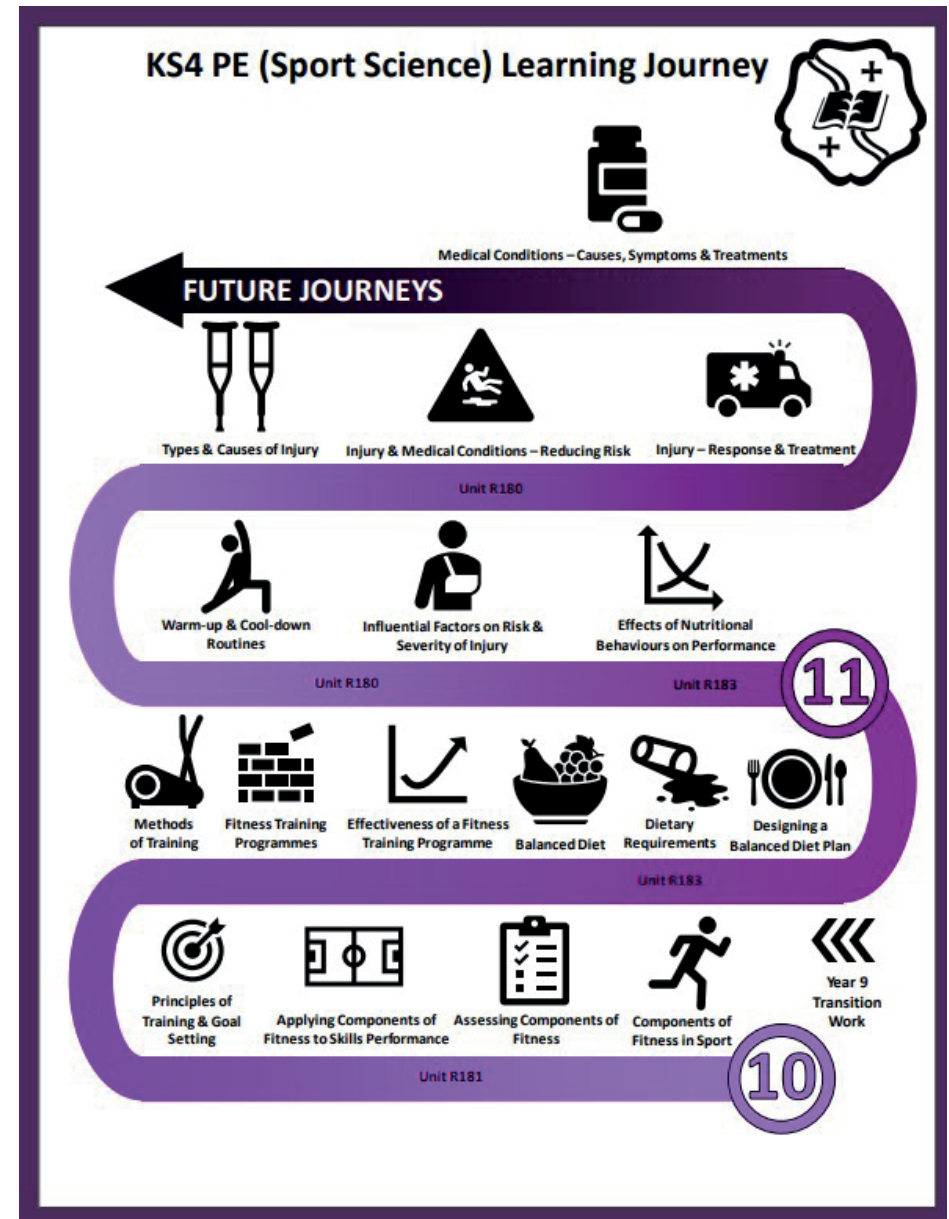 KS4 PE (Sport Science) Learning Journey
Medical Conditions – Causes, Symptoms & Treatments
FUTURE JOURNEYS
Types & Causes of Injury
Injury & Medical Conditions – Reducing Risk
Injury – Response & Treatment
Unit R180
Warm-up & Cool-down
Routines
Influential Factors on Risk &
Severity of Injury
Effects of Nutritional
Behaviours on Performance
Unit R180
Unit R183
11
Methods
of Training
Fitness Training
Programmes
Effectiveness of a Fitness
Training Programme
Balanced Diet
Dietary
Requirements
Designing a
Balanced Diet Plan
Unit R183
Principles of
Training & Goal
Setting
Applying Components of
Fitness to Skills Performance
Assessing Components of
Fitness
Components of
Fitness in Sport
Year 9
Transition
Work
Unit R181
10